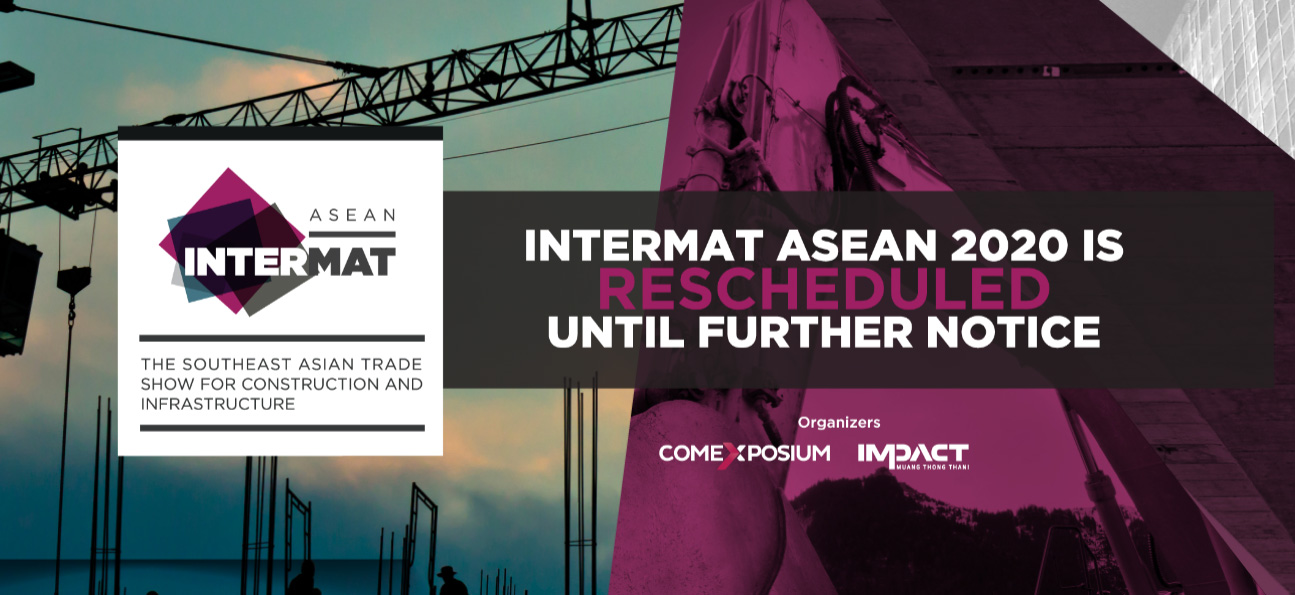 ASEAN
INTERMAT
THE SOUTHEAST ASIAN TRADE
SHOW FOR CONSTRUCTION AND
INFRASTRUCTURE
INTERMAT ASEAN 2020 IS
RESCHEDULED
UNTIL FURTHER NOTICE
Organizers
COMEXPOSIUM IMPACT
MUANG THONG THANI